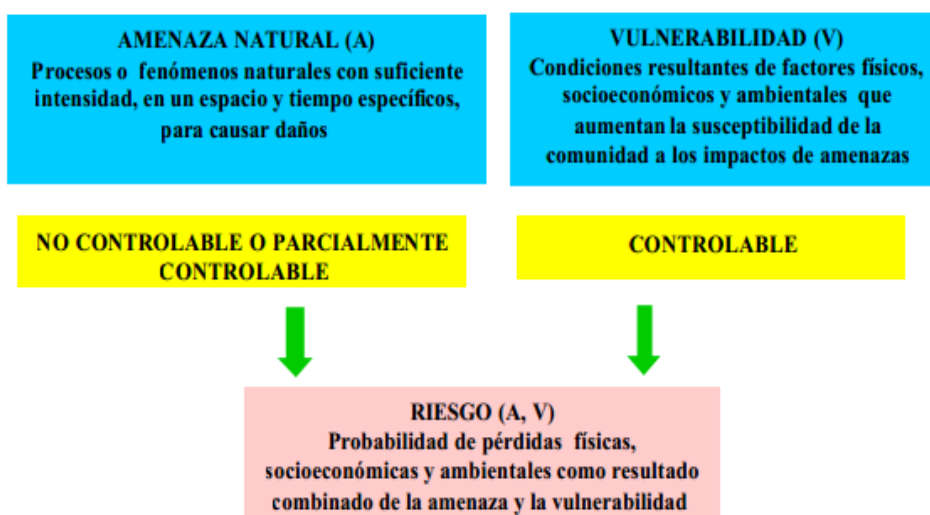 AMENAZA NATURAL (A)
Procesos o fenómenos naturales con suficiente
intensidad, en un espacio y tiempo específicos,
para causar daños
VULNERABILIDAD (V)
Condiciones resultantes de factores físicos,
socioeconómicos y ambientales que
aumentan la susceptibilidad de la
comunidad a los impactos de amenazas
NO CONTROLABLE O PARCIALMENTE
CONTROLABLE
CONTROLABLE
RIESGO (A, V)
Probabilidad de pérdidas físicas,
socioeconómicas y ambientales como resultado
combinado de la amenaza y la vulnerabilidad